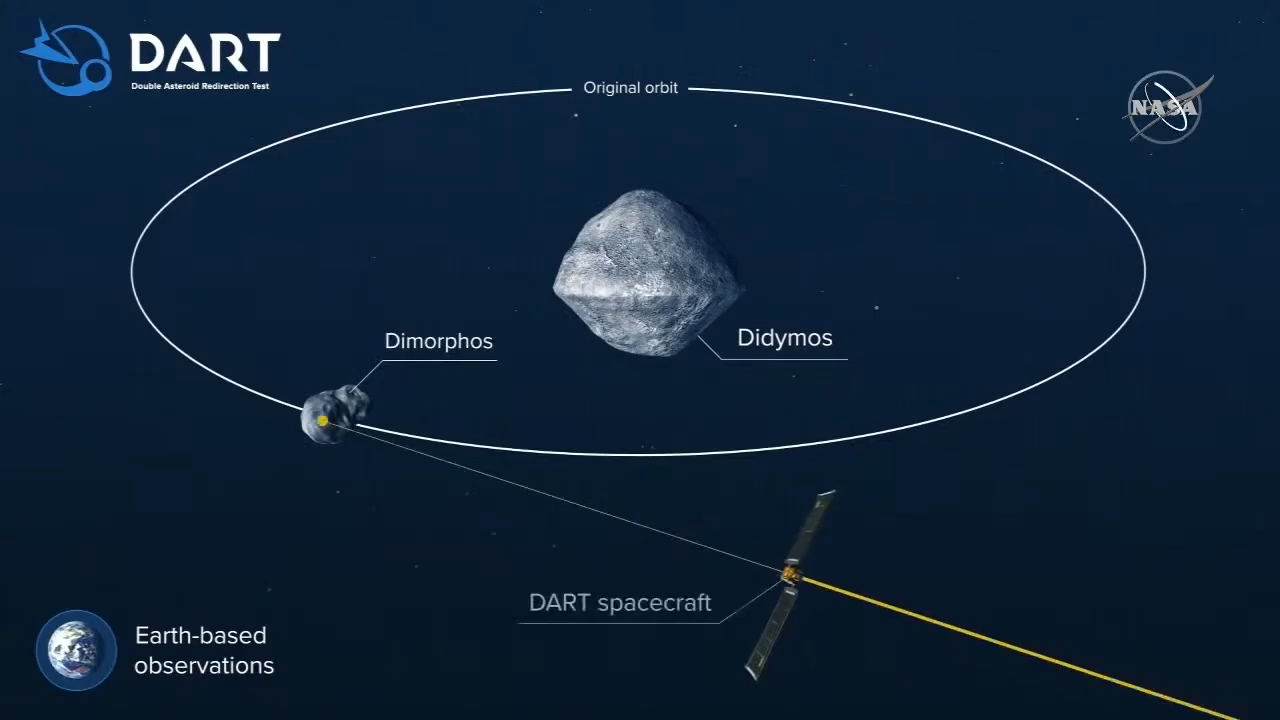 DART
Double Asteroid Redirection Test
Original orbit
NASA
Didymos
Dimorphos
DART spacecraft
Earth-based
observations